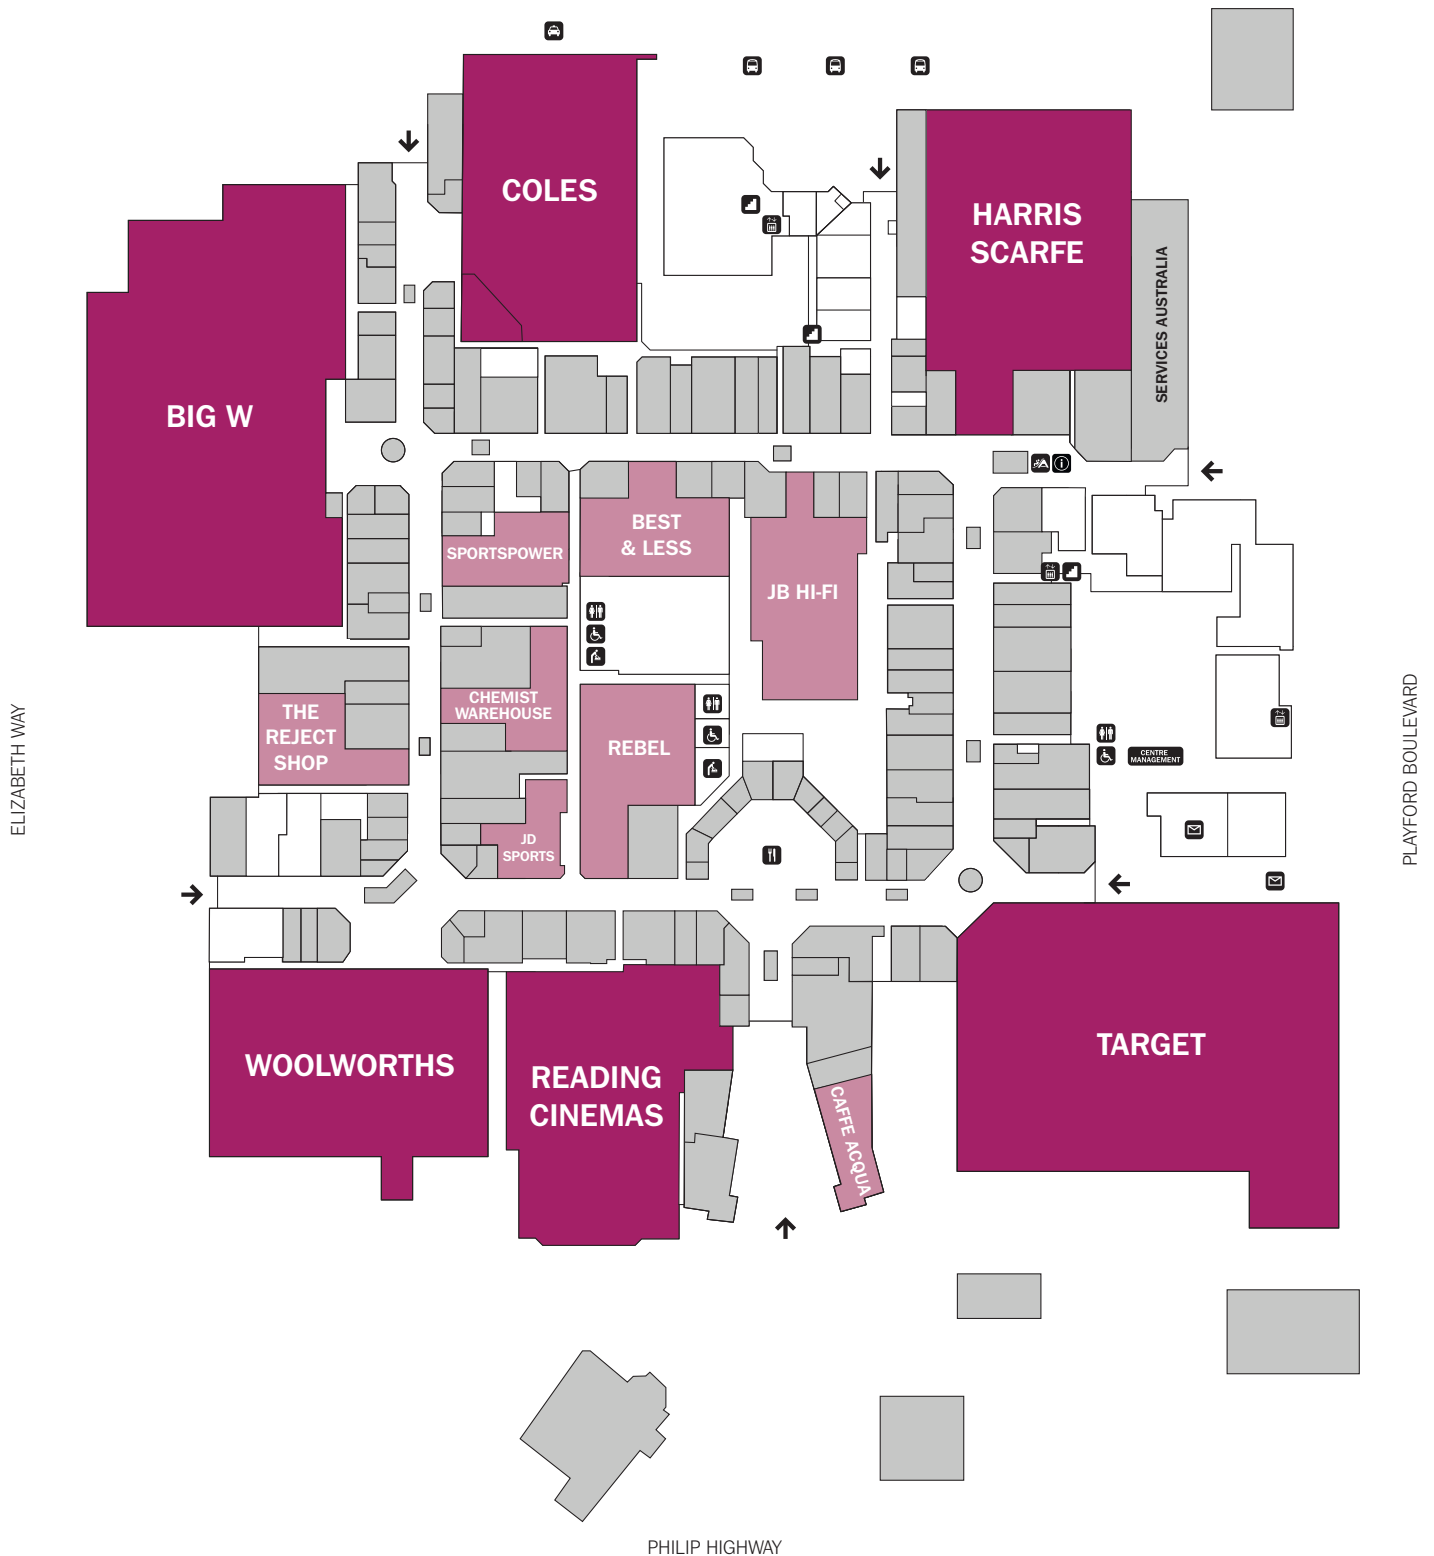 COLES
HARRIS
SCARFE
SERVICES AUSTRALIA
BIG W
BEST
& LESS
SPORTSPOWER
JB HI-FI
CHEMIST
WAREHOUSE
THE
REJECT
SHOP
REBEL
CENTRE
MANAGEMENT
ELIZABETH WAY
PLAYFORD BOULEVARD
JD
SPORTS
WOOLWORTHS
READING
CINEMAS
TARGET
CAFFE ACQUA
PHILIP HIGHWAY